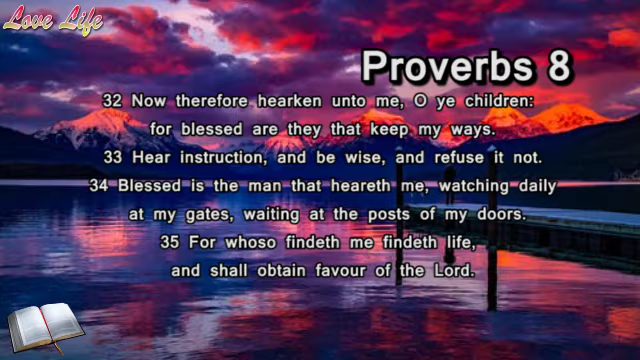 Love Life
Proverbs 8
32 Now therefore hearken unto me, O ye children:
for blessed are they that keep my ways.
33 Hear instruction, and be wise, and refuse it not.
34 Blessed is the man that heareth me, watching daily
at my gates, waiting at the posts of my doors.
35 For whoso findeth me findeth life,
and shall obtain favour of the Lord.